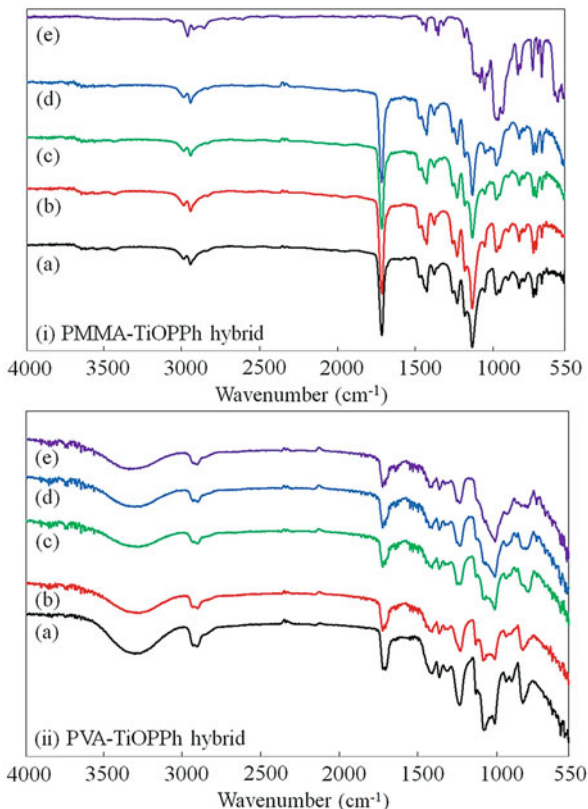 (e)
(d)
(c)
(b)
(a)
(i) PMMA-TiOPPh hybrid
4000 3500 3000 2500 2000 1500 1000 550
Wavenumber (cm⁻¹)
(e)
(d)
(c)
(b)
(a)
(ii) PVA-TiOPPh hybrid
4000 3500 3000 2500 2000 1500 1000 550
Wavenumber (cm⁻¹)